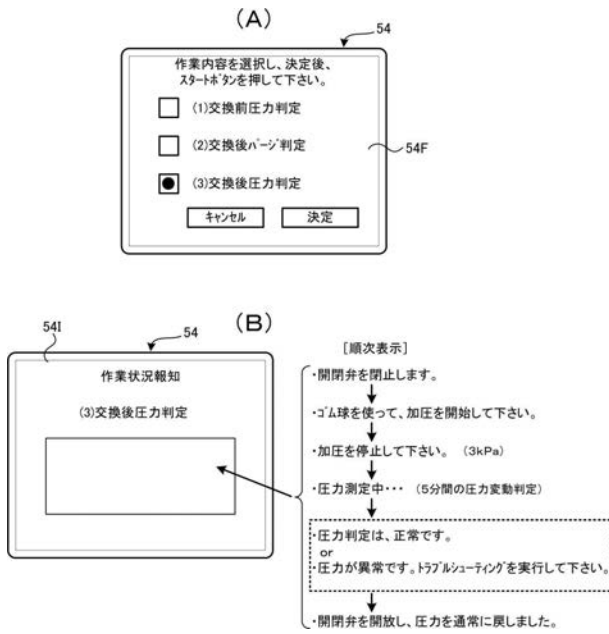 (A)
54
作業内容を選択し、決定後、
スタートボタンを押して下さい。
(1)交換前圧力判定
(2)交換後パージ判定
54F
(3)交換後圧力判定
キャンセル
決定
(B)
54I
54
作業状況報知
(3)交換後圧力判定
［順次表示］
・開閉弁を閉止します。
・ゴム球を使って、加圧を開始して下さい。
・加圧を停止して下さい。（3kPa）
・圧力測定中・・・（5分間の圧力変動判定）
・圧力判定は、正常です。
or
・圧力が異常です。トラブルシューティングを実行して下さい。
・開閉弁を開放し、圧力を通常に戻しました。